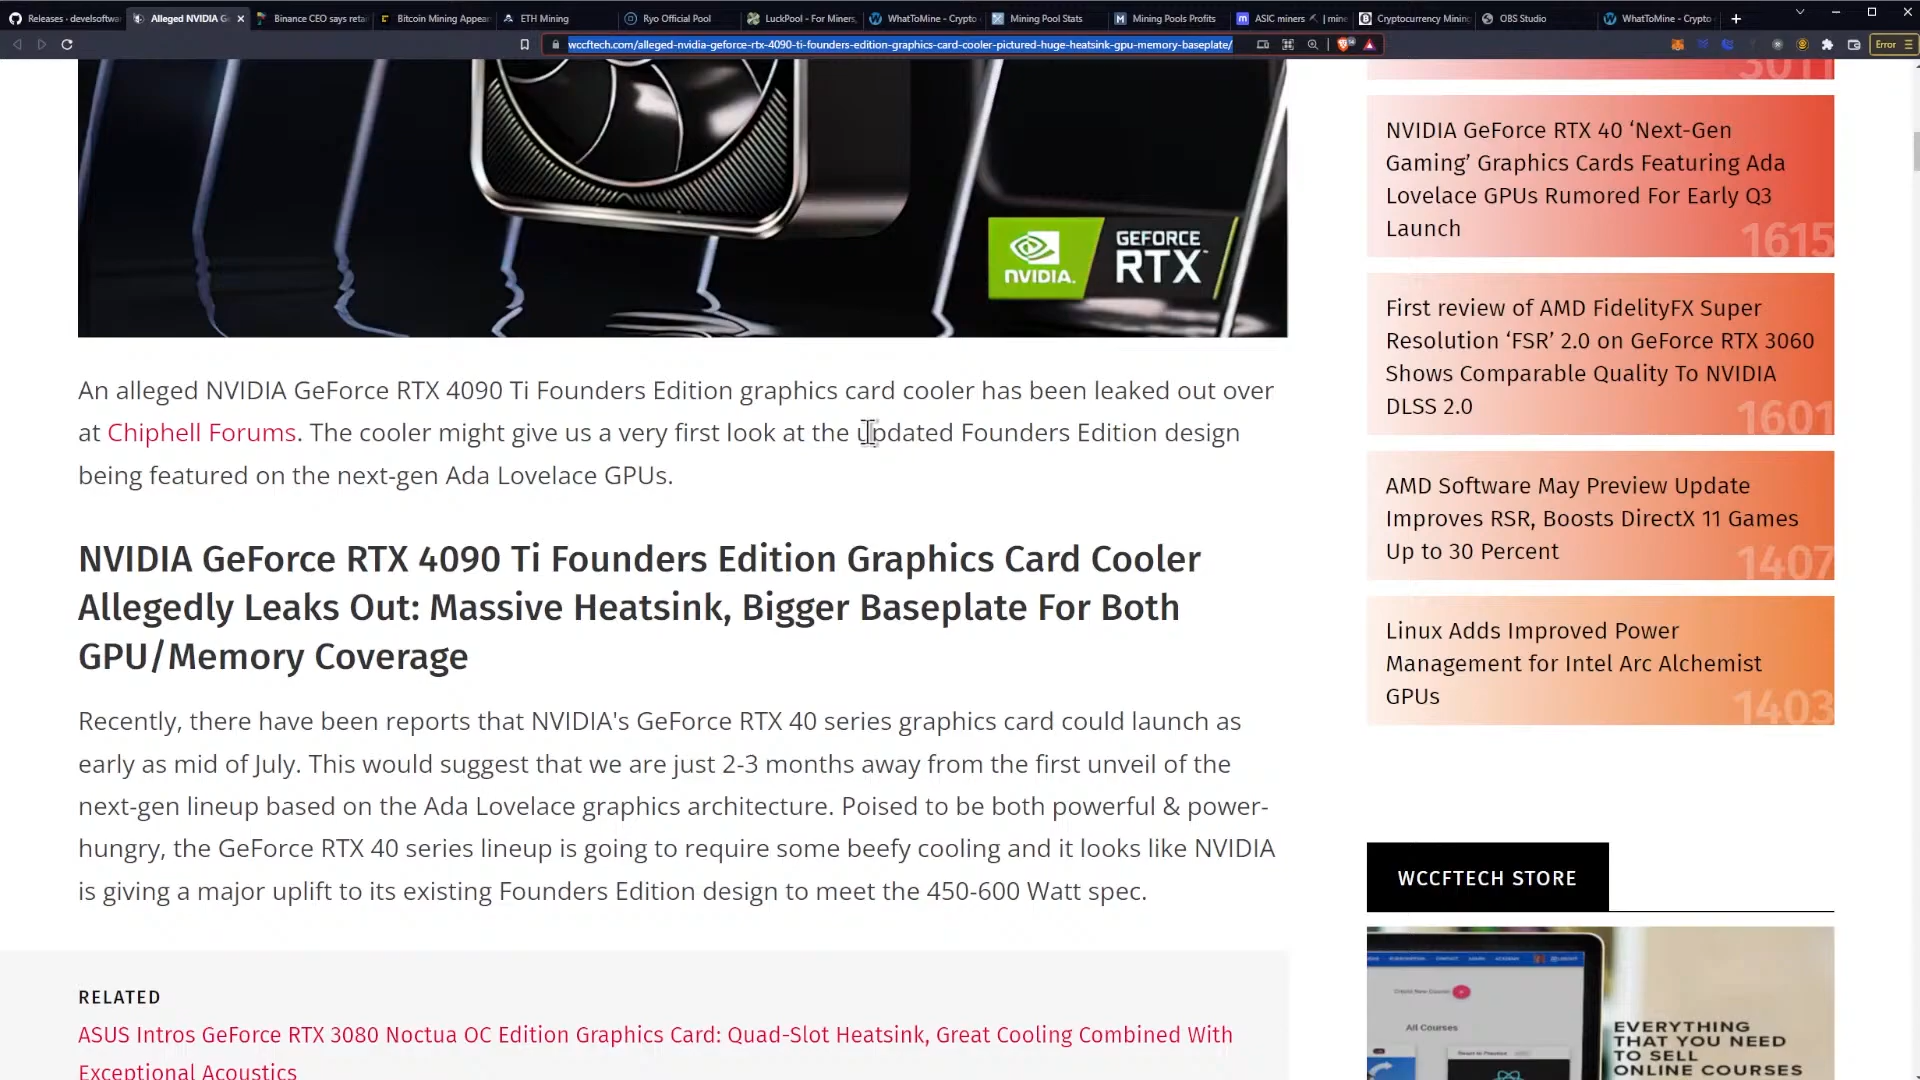 Releases · develsoftwar
Alleged NVIDIA Ge
Binance CEO says retai
Bitcoin Mining Appear
ETH Mining
Ryo Official Pool
LuckPool - For Miners,
WhatToMine - Crypto
Mining Pool Stats
Mining Pools Profits
ASIC miners
mine
Cryptocurrency Mining
OBS Studio
WhatToMine - Crypto
wccftech.com/alleged-nvidia-geforce-rtx-4090-ti-founders-edition-graphics-card-cooler-pictured-huge-heatsink-gpu-memory-baseplate/
Error
NVIDIA.
GEFORCE
RTX
An alleged NVIDIA GeForce RTX 4090 Ti Founders Edition graphics card cooler has been leaked out over
at Chiphell Forums. The cooler might give us a very first look at the updated Founders Edition design
being featured on the next-gen Ada Lovelace GPUs.
NVIDIA GeForce RTX 4090 Ti Founders Edition Graphics Card Cooler
Allegedly Leaks Out: Massive Heatsink, Bigger Baseplate For Both
GPU/Memory Coverage
Recently, there have been reports that NVIDIA's GeForce RTX 40 series graphics card could launch as
early as mid of July. This would suggest that we are just 2-3 months away from the first unveil of the
next-gen lineup based on the Ada Lovelace graphics architecture. Poised to be both powerful & power-
hungry, the GeForce RTX 40 series lineup is going to require some beefy cooling and it looks like NVIDIA
is giving a major uplift to its existing Founders Edition design to meet the 450-600 Watt spec.
RELATED
ASUS Intros GeForce RTX 3080 Noctua OC Edition Graphics Card: Quad-Slot Heatsink, Great Cooling Combined With
Exceptional Acoustics
3011
NVIDIA GeForce RTX 40 ‘Next-Gen
Gaming’ Graphics Cards Featuring Ada
Lovelace GPUs Rumored For Early Q3
Launch
1615
First review of AMD FidelityFX Super
Resolution ‘FSR’ 2.0 on GeForce RTX 3060
Shows Comparable Quality To NVIDIA
DLSS 2.0
1601
AMD Software May Preview Update
Improves RSR, Boosts DirectX 11 Games
Up to 30 Percent
1407
Linux Adds Improved Power
Management for Intel Arc Alchemist
GPUs
1403
WCCFTECH STORE
Create New Course
All Courses
EVERYTHING
THAT YOU NEED
TO SELL
ONLINE COURSES